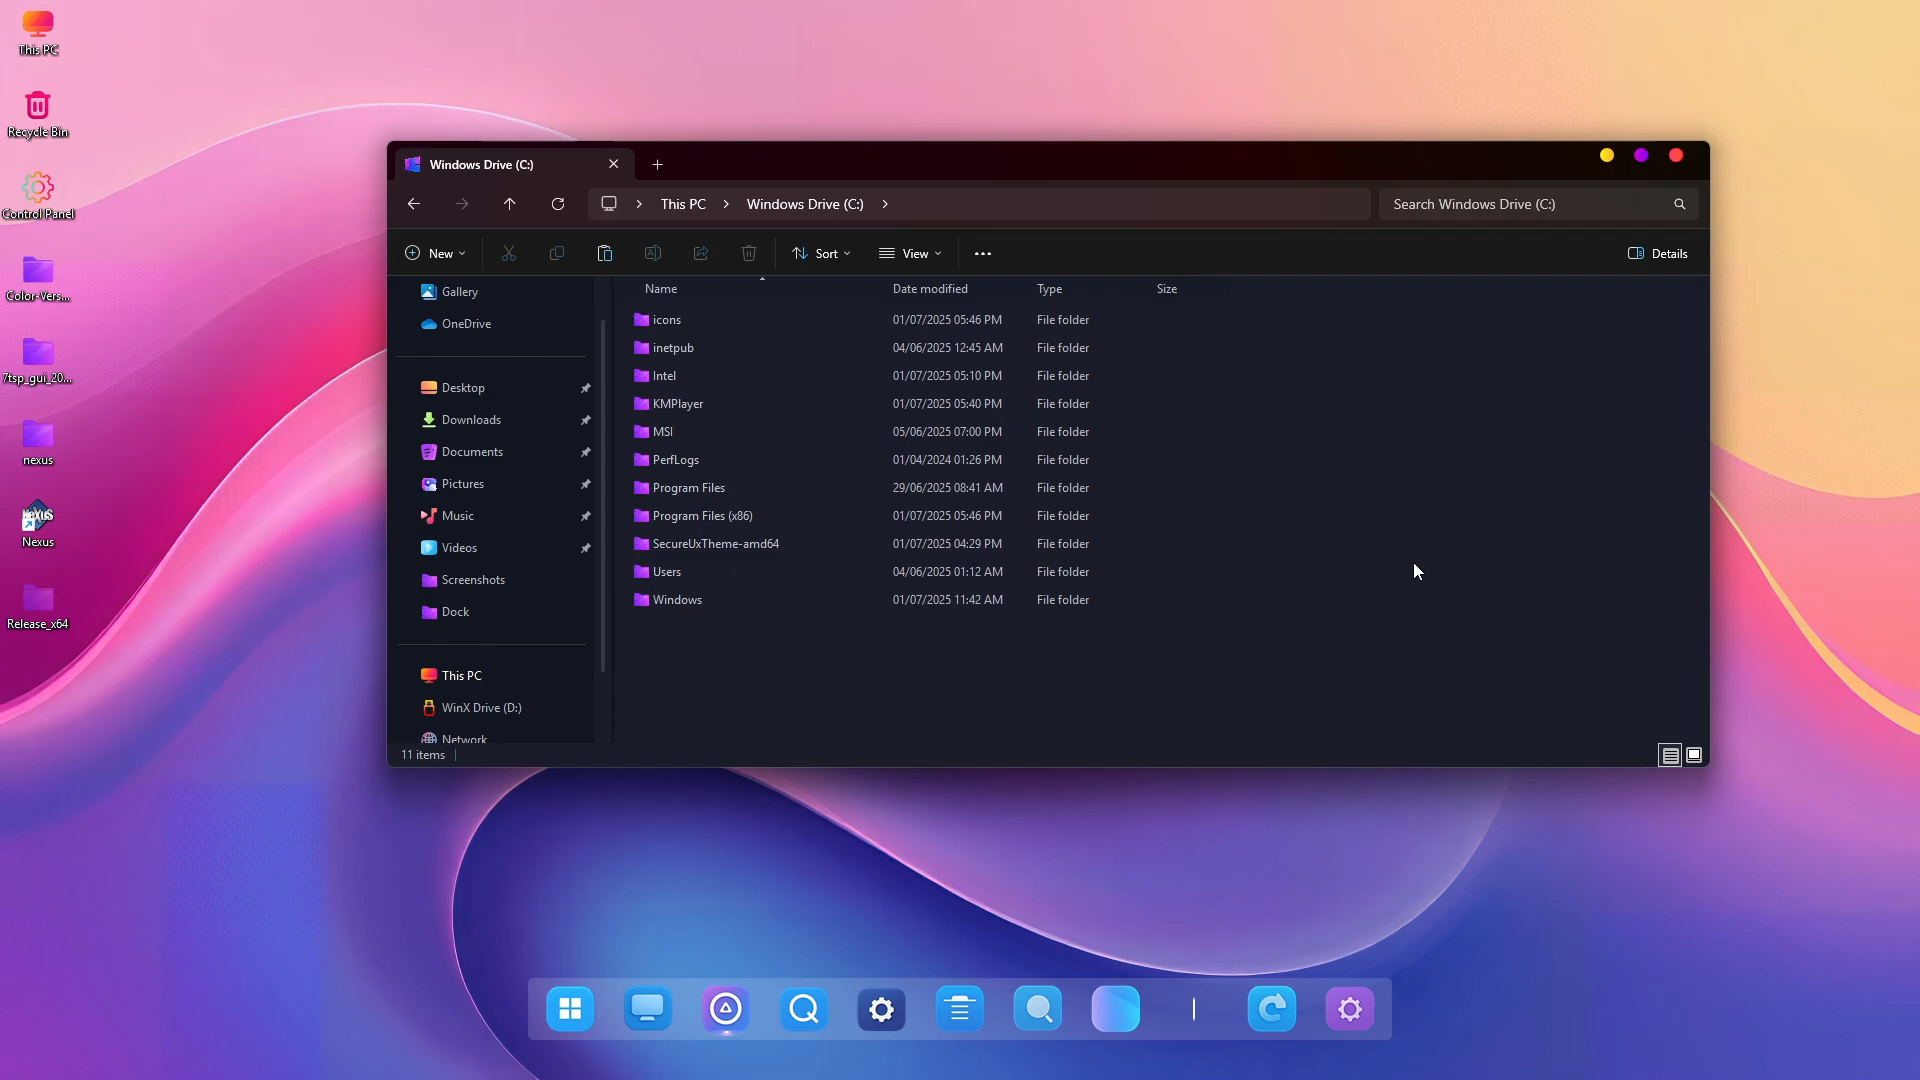 This PC
Recycle Bin
Control Panel
Color-Vers...
7tsp_gui_20...
nexus
NeXuS
Nexus
Release_x64
Windows Drive (C:)
This PC Windows Drive (C:)
Search Windows Drive (C:)
New
Sort
View
Details
Gallery
OneDrive
Desktop
Downloads
Documents
Pictures
Music
Videos
Screenshots
Dock
This PC
WinX Drive (D:)
Network
Name Date modified Type Size
icons 01/07/2025 05:46 PM File folder
inetpub 04/06/2025 12:45 AM File folder
Intel 01/07/2025 05:10 PM File folder
KMPlayer 01/07/2025 05:40 PM File folder
MSI 05/06/2025 07:00 PM File folder
PerfLogs 01/04/2024 01:26 PM File folder
Program Files 29/06/2025 08:41 AM File folder
Program Files (x86) 01/07/2025 05:46 PM File folder
SecureUxTheme-amd64 01/07/2025 04:29 PM File folder
Users 04/06/2025 01:12 AM File folder
Windows 01/07/2025 11:42 AM File folder
11 items